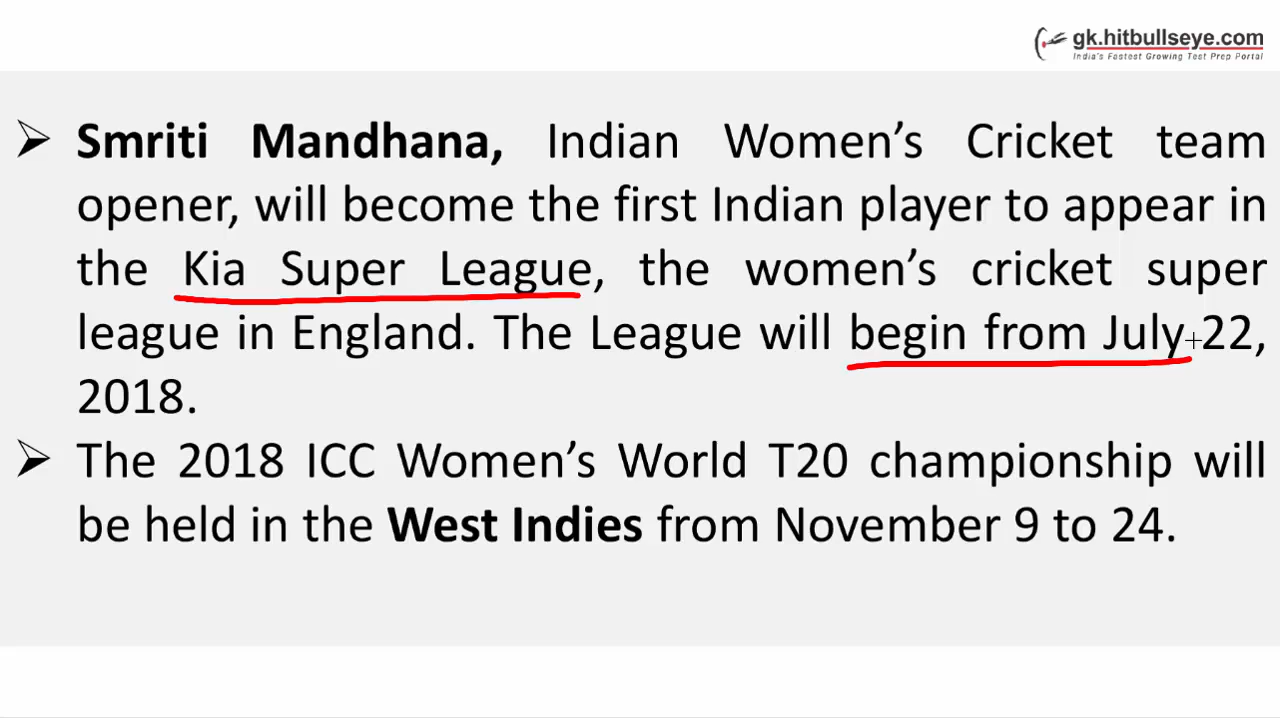 gk.hitbullseye.com
India's Fastest Growing Test Prep Portal
➢ Smriti Mandhana, Indian Women's Cricket team
opener, will become the first Indian player to appear in
the Kia Super League, the women's cricket super
league in England. The League will begin from July 22,
2018.
➢ The 2018 ICC Women's World T20 championship will
be held in the West Indies from November 9 to 24.